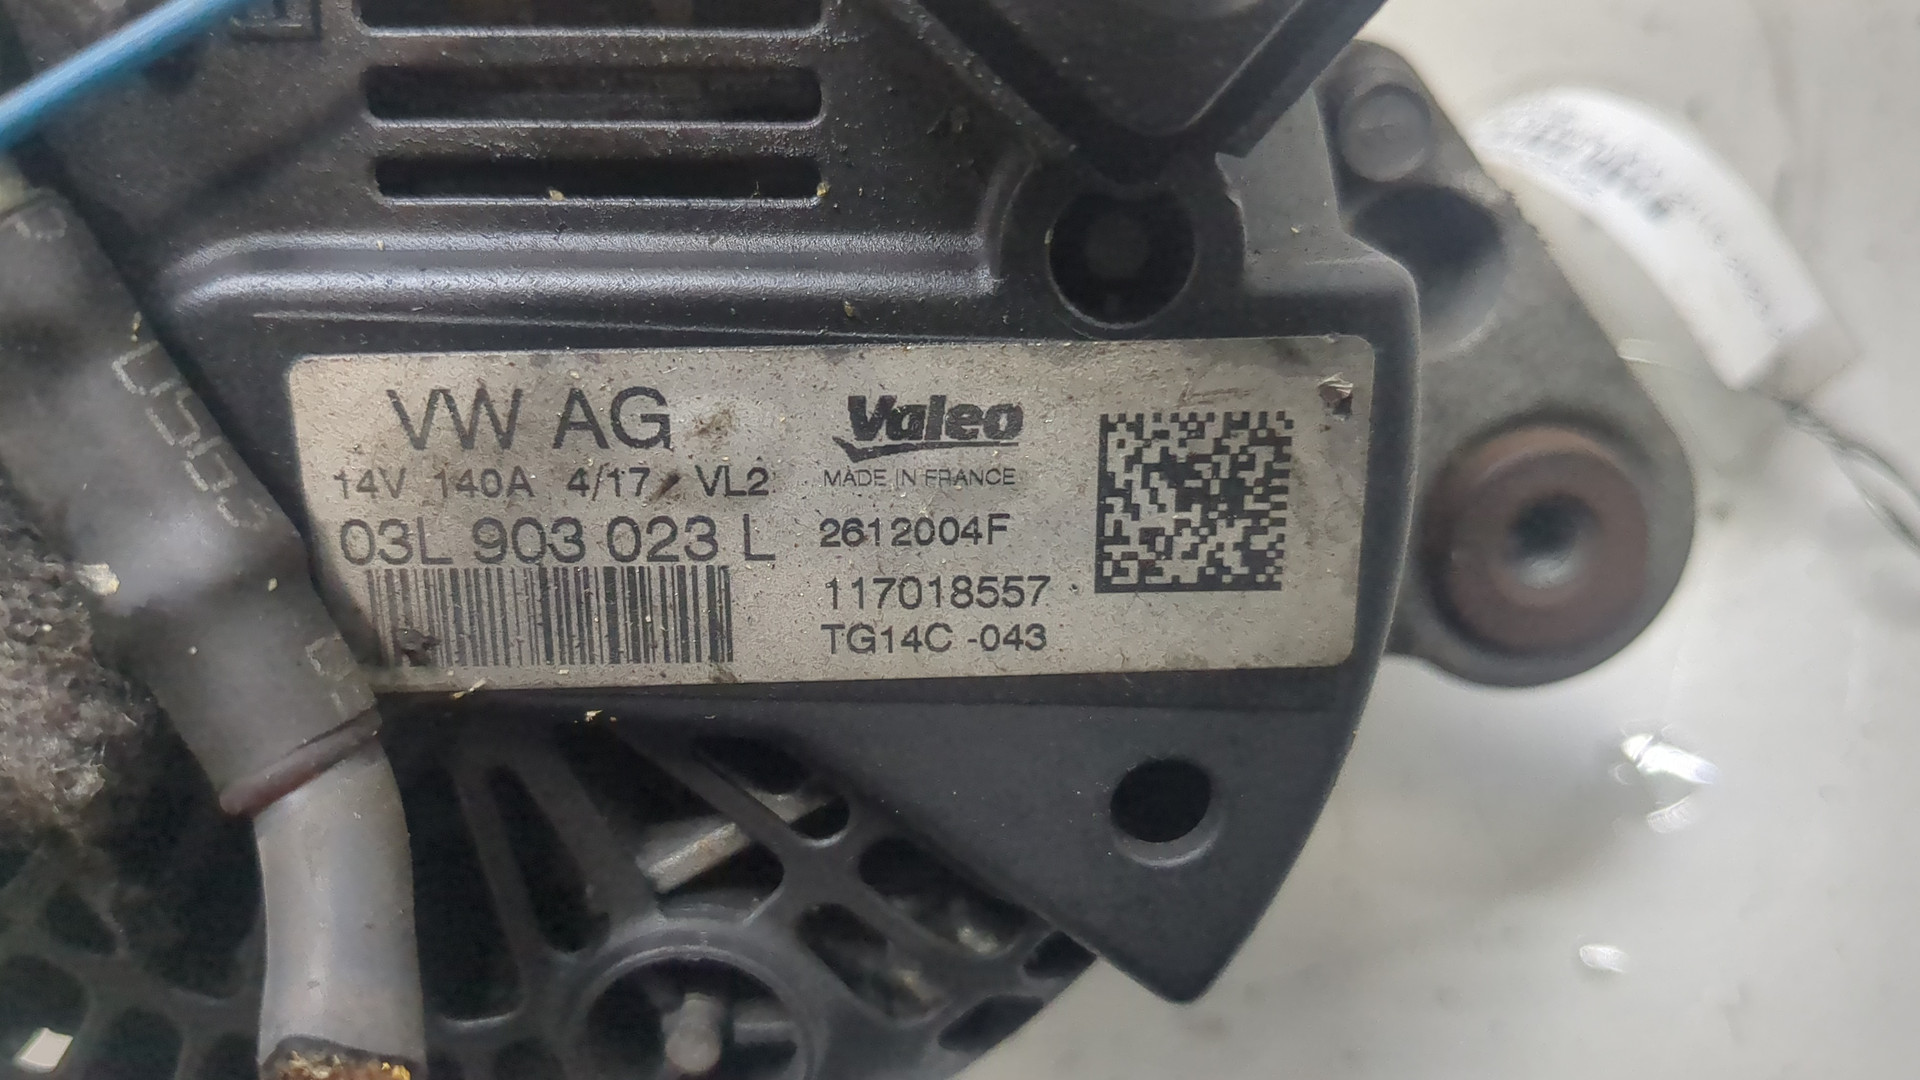 VW AG
14V 140A 4/17 VL2
03L 903 023 L
Valeo
MADE IN FRANCE
2612004F
117018557
TG14C -043